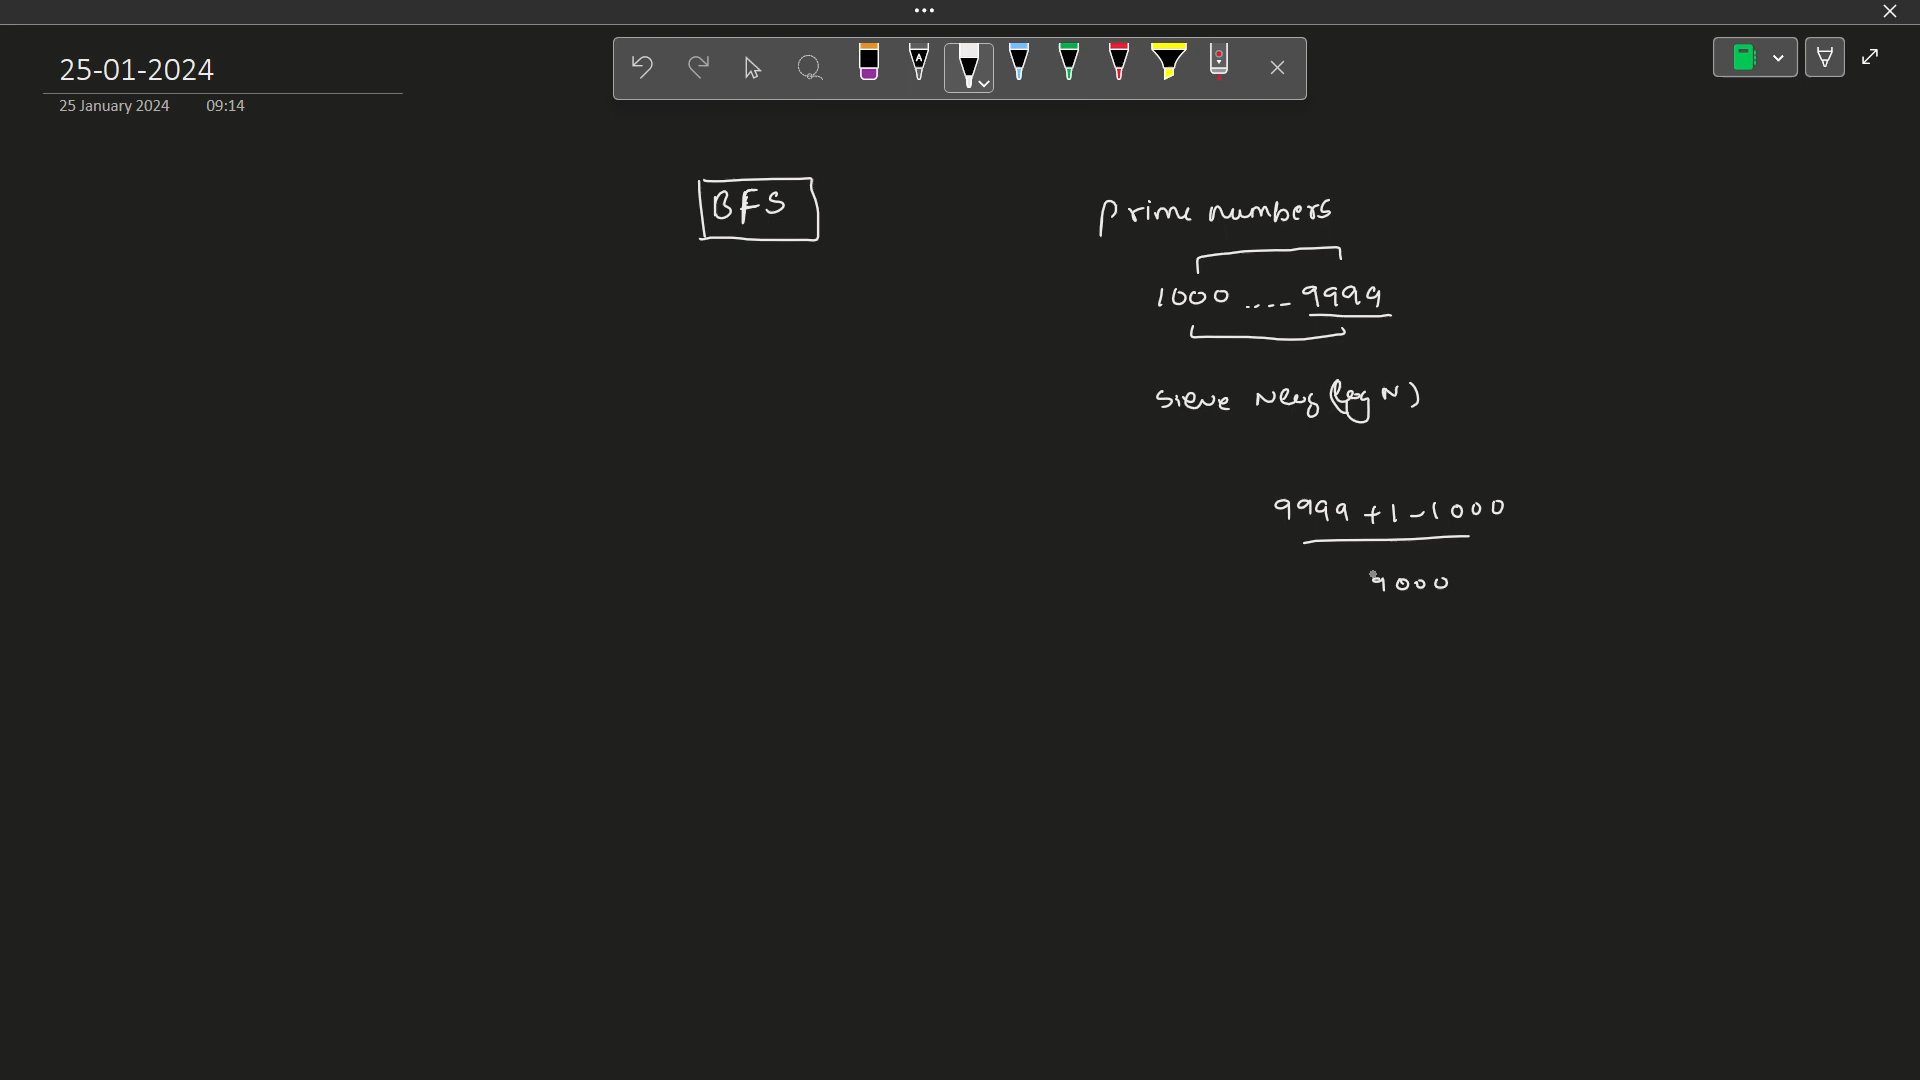 25-01-2024
25 January 2024 09:14
A
BFS
Prime numbers
1000 ..... 9999
Sieve Nlog(log N)
9999 + 1 - 1000
9000